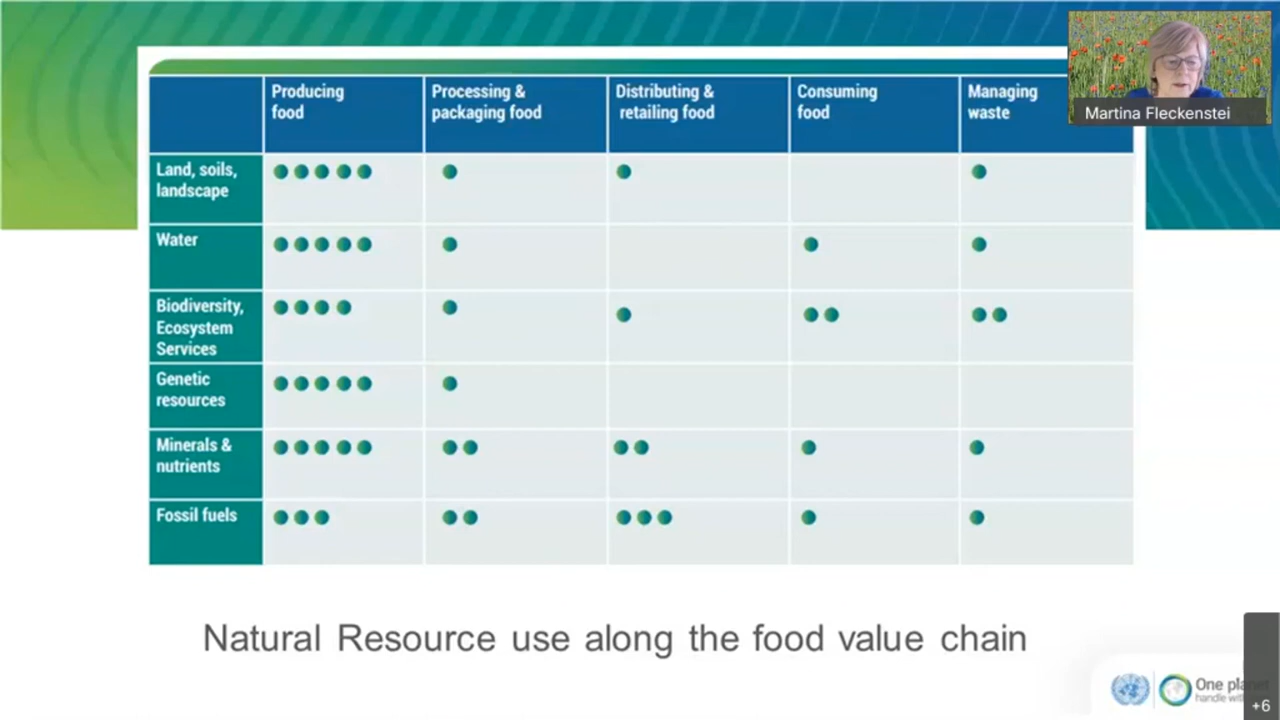 Producing
food
Processing &
packaging food
Distributing &
retailing food
Consuming
food
Managing
waste
Martina Fleckenstei
Land, soils,
landscape
Water
Biodiversity,
Ecosystem
Services
Genetic
resources
Minerals &
nutrients
Fossil fuels
Natural Resource use along the food value chain
One planet
handle with
+6